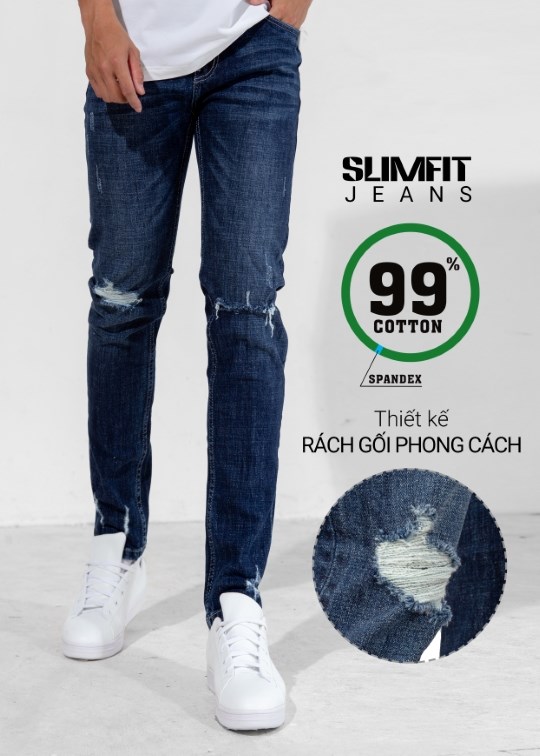 SLIMFIT
JEANS
99%
COTTON
SPANDEX
Thiết kế
RÁCH GỐI PHONG CÁCH